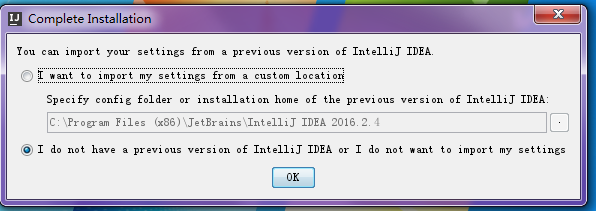 IJ
Complete Installation
You can import your settings from a previous version of IntelliJ IDEA.
I want to import my settings from a custom location
Specify config folder or installation home of the previous version of IntelliJ IDEA:
C:\Program Files (x86)\JetBrains\IntelliJ IDEA 2016.2.4
.
I do not have a previous version of IntelliJ IDEA or I do not want to import my settings
OK